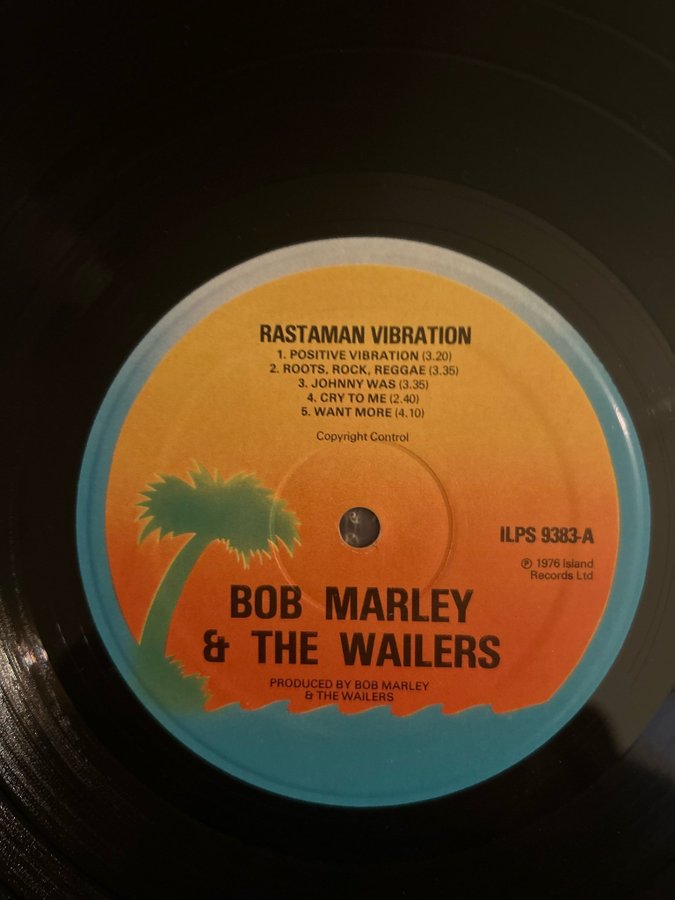 RASTAMAN VIBRATION
1. POSITIVE VIBRATION (3.20)
2. ROOTS, ROCK, REGGAE (3.35)
3. JOHNNY WAS (3.35)
4. CRY TO ME (2.40)
5. WANT MORE (4.10)
Copyright Control
ILPS 9383-A
℗ 1976 Island
Records Ltd
BOB MARLEY
& THE WAILERS
PRODUCED BY BOB MARLEY
& THE WAILERS